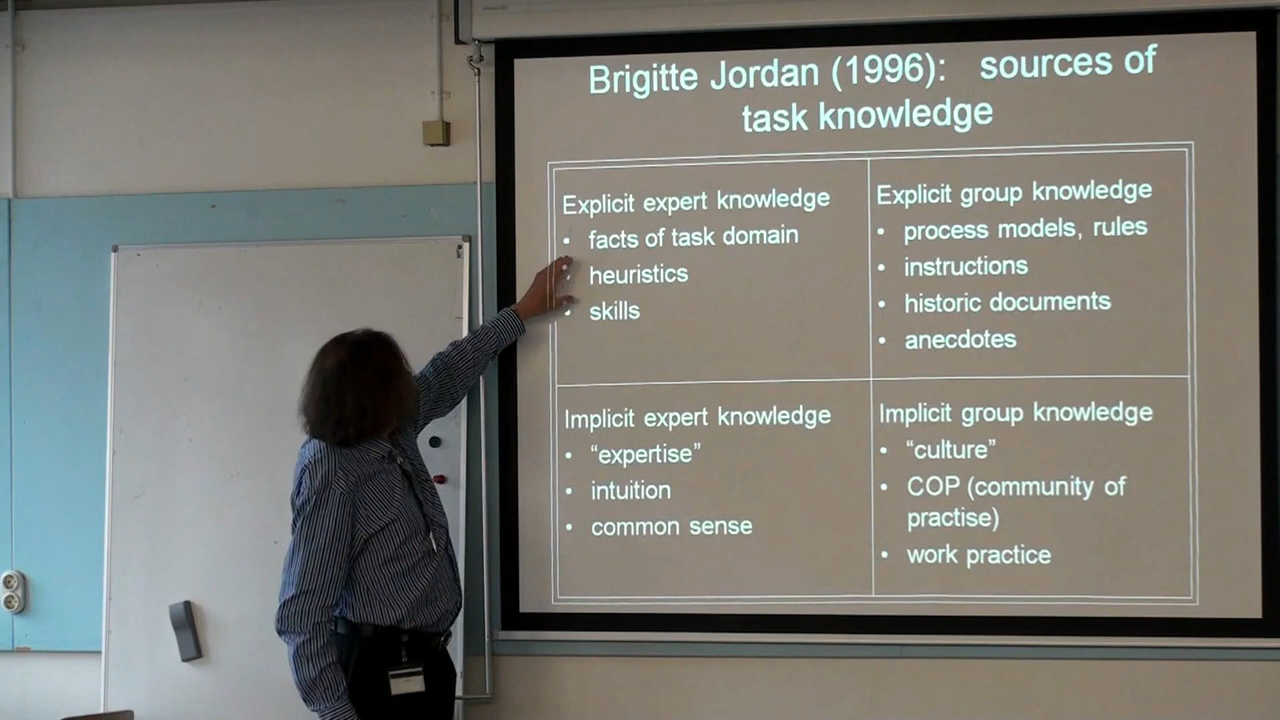 Brigitte Jordan (1996): sources of
task knowledge
Explicit expert knowledge
• facts of task domain
• heuristics
• skills
Explicit group knowledge
• process models, rules
• instructions
• historic documents
• anecdotes
Implicit expert knowledge
• “expertise”
• intuition
• common sense
Implicit group knowledge
• “culture”
• COP (community of
practise)
• work practice